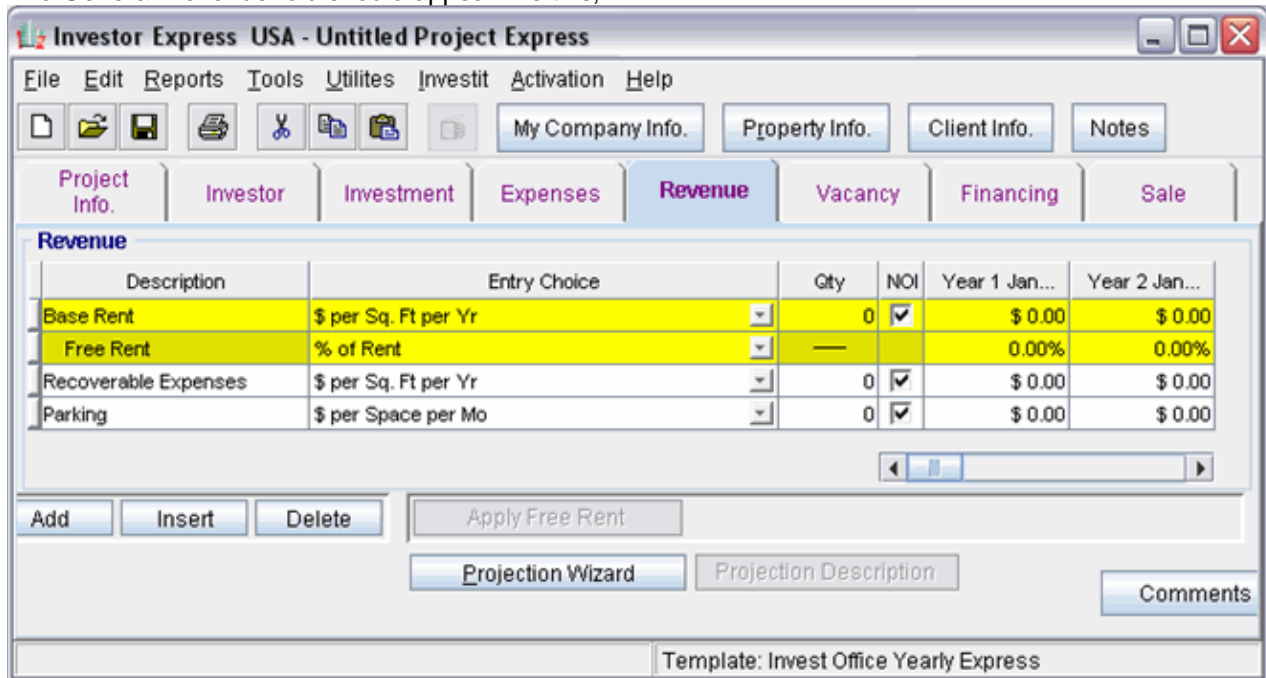 Investor Express USA - Untitled Project Express
File Edit Reports Tools Utilites Investit Activation Help
My Company Info. Property Info. Client Info. Notes
Project Info. Investor Investment Expenses Revenue Vacancy Financing Sale
Revenue
Description Entry Choice Qty NOI Year 1 Jan... Year 2 Jan...
Base Rent $ per Sq. Ft per Yr 0 $ 0.00 $ 0.00
Free Rent % of Rent — 0.00% 0.00%
Recoverable Expenses $ per Sq. Ft per Yr 0 $ 0.00 $ 0.00
Parking $ per Space per Mo 0 $ 0.00 $ 0.00
Add Insert Delete Apply Free Rent
Projection Wizard Projection Description
Comments
Template: Invest Office Yearly Express